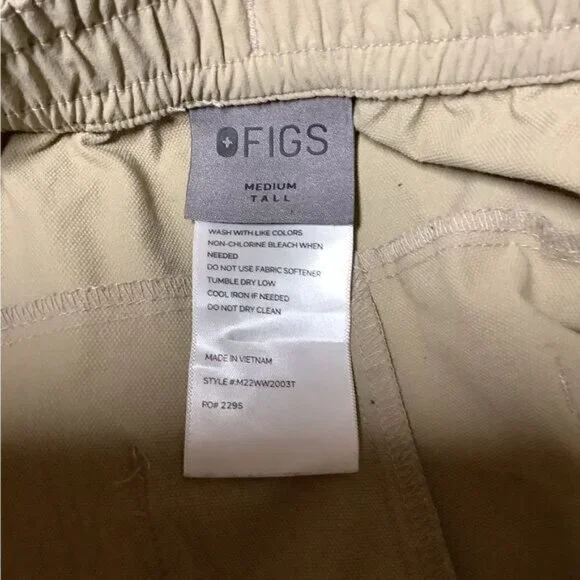 FIGS
MEDIUM
TALL
WASH WITH LIKE COLORS
NON-CHLORINE BLEACH WHEN
NEEDED
DO NOT USE FABRIC SOFTENER
TUMBLE DRY LOW
COOL IRON IF NEEDED
DO NOT DRY CLEAN
MADE IN VIETNAM
STYLE #:M22WW2003T
PO# 2295